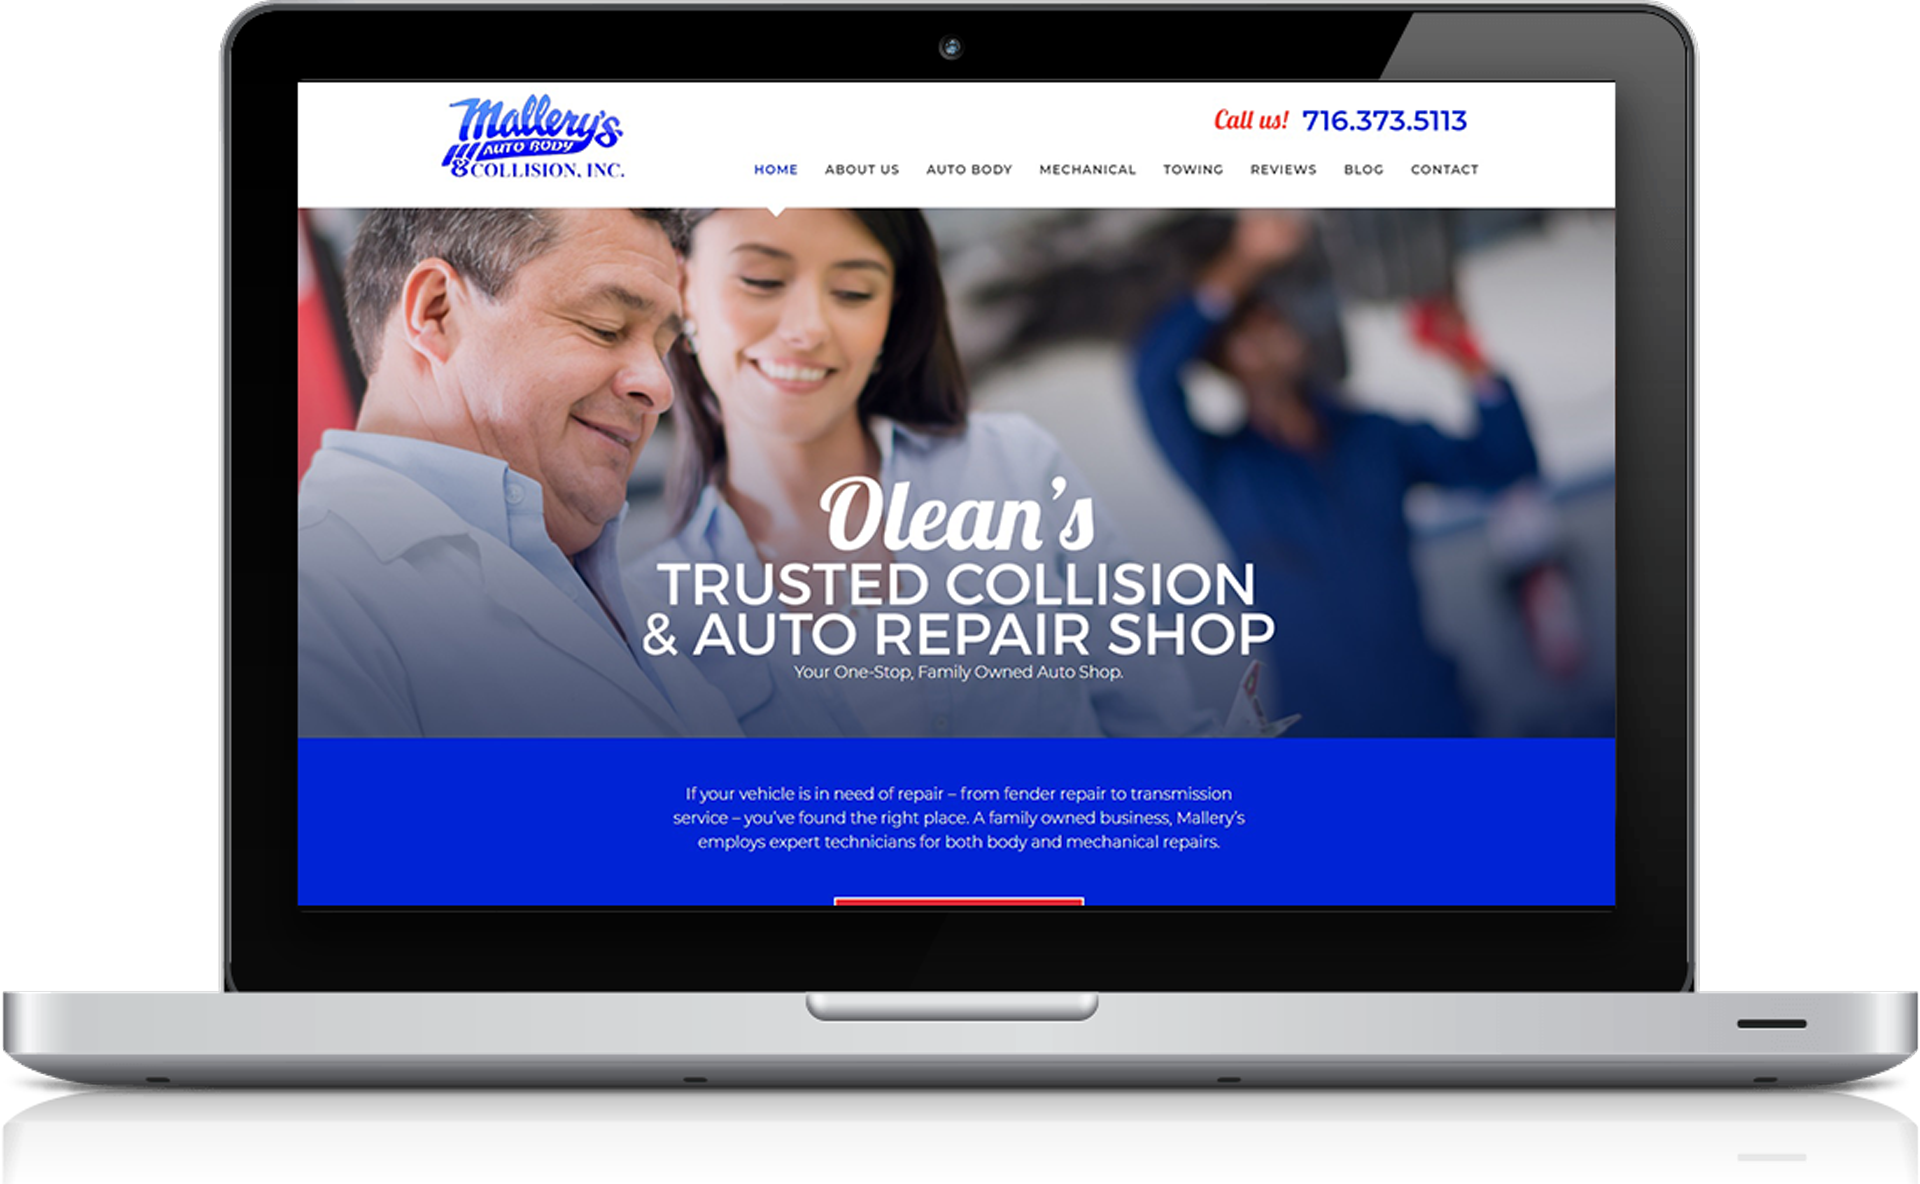 Mallery's
AUTO BODY
& COLLISION, INC.
Call us! 716.373.5113
HOME ABOUT US AUTO BODY MECHANICAL TOWING REVIEWS BLOG CONTACT
Olean's
TRUSTED COLLISION
& AUTO REPAIR SHOP
Your One-Stop, Family Owned Auto Shop.
If your vehicle is in need of repair – from fender repair to transmission
service – you've found the right place. A family owned business, Mallery's
employs expert technicians for both body and mechanical repairs.